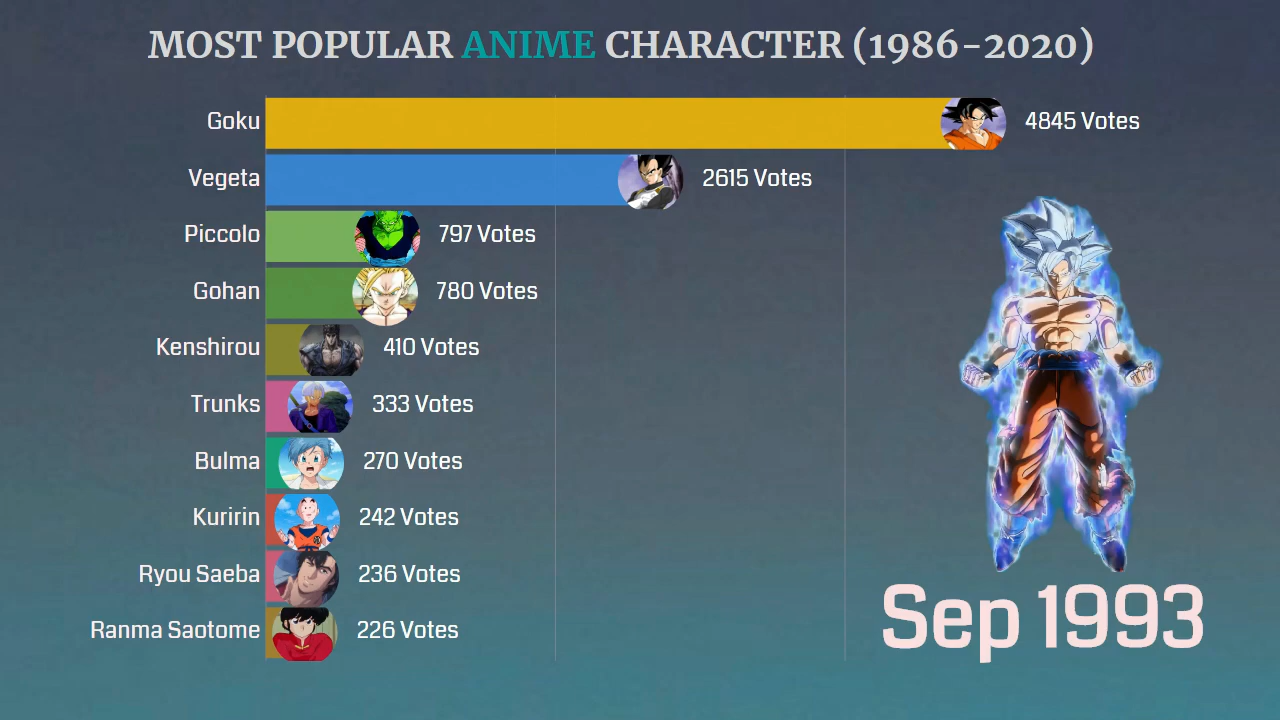 MOST POPULAR ANIME CHARACTER (1986-2020)
Goku 4845 Votes
Vegeta 2615 Votes
Piccolo 797 Votes
Gohan 780 Votes
Kenshirou 410 Votes
Trunks 333 Votes
Bulma 270 Votes
Kuririn 242 Votes
Ryou Saeba 236 Votes
Ranma Saotome 226 Votes
Sep 1993